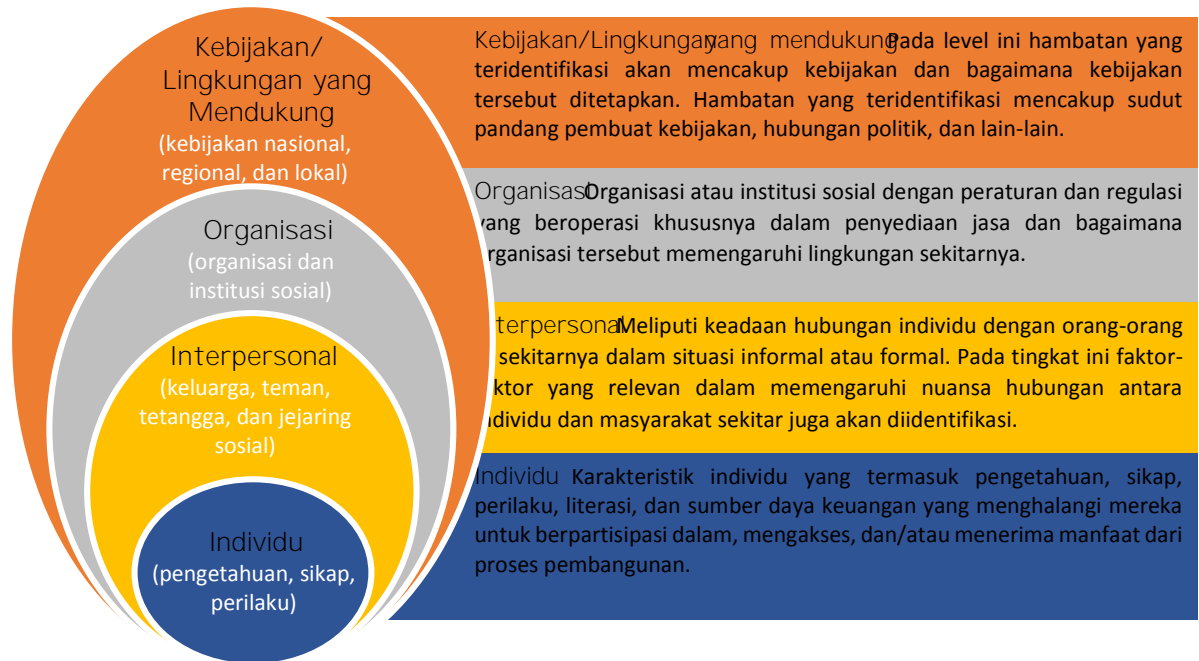 Kebijakan/
Lingkungan yang
Mendukung
(kebijakan nasional,
regional, dan lokal)
Organisasi
(organisasi dan
institusi sosial)
Interpersonal
(keluarga, teman,
tetangga, dan jejaring
sosial)
Individu
(pengetahuan, sikap,
perilaku)
Kebijakan/Lingkungan yang mendukung Pada level ini hambatan yang
teridentifikasi akan mencakup kebijakan dan bagaimana kebijakan
tersebut ditetapkan. Hambatan yang teridentifikasi mencakup sudut
pandang pembuat kebijakan, hubungan politik, dan lain-lain.
Organisasi Organisasi atau institusi sosial dengan peraturan dan regulasi
yang beroperasi khususnya dalam penyediaan jasa dan bagaimana
organisasi tersebut memengaruhi lingkungan sekitarnya.
terpersonal Meliputi keadaan hubungan individu dengan orang-orang
sekitarnya dalam situasi informal atau formal. Pada tingkat ini faktor-
ktor yang relevan dalam memengaruhi nuansa hubungan antara
dividu dan masyarakat sekitar juga akan diidentifikasi.
Individu Karakteristik individu yang termasuk pengetahuan, sikap,
perilaku, literasi, dan sumber daya keuangan yang menghalangi mereka
untuk berpartisipasi dalam, mengakses, dan/atau menerima manfaat dari
proses pembangunan.